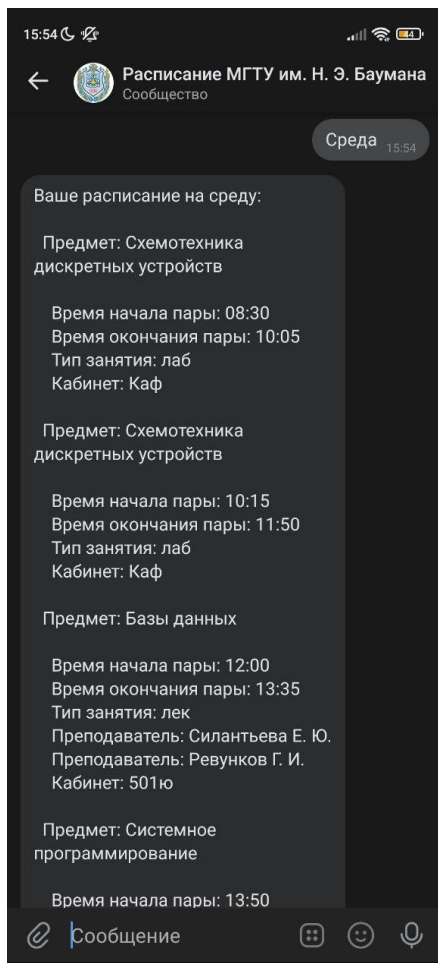 15:54
Расписание МГТУ им. Н. Э. Баумана
Сообщество
Среда 15:54
Ваше расписание на среду:
Предмет: Схемотехника
дискретных устройств
Время начала пары: 08:30
Время окончания пары: 10:05
Тип занятия: лаб
Кабинет: Каф
Предмет: Схемотехника
дискретных устройств
Время начала пары: 10:15
Время окончания пары: 11:50
Тип занятия: лаб
Кабинет: Каф
Предмет: Базы данных
Время начала пары: 12:00
Время окончания пары: 13:35
Тип занятия: лек
Преподаватель: Силантьева Е. Ю.
Преподаватель: Ревунков Г. И.
Кабинет: 501ю
Предмет: Системное
программирование
Время начала пары: 13:50
Сообщение